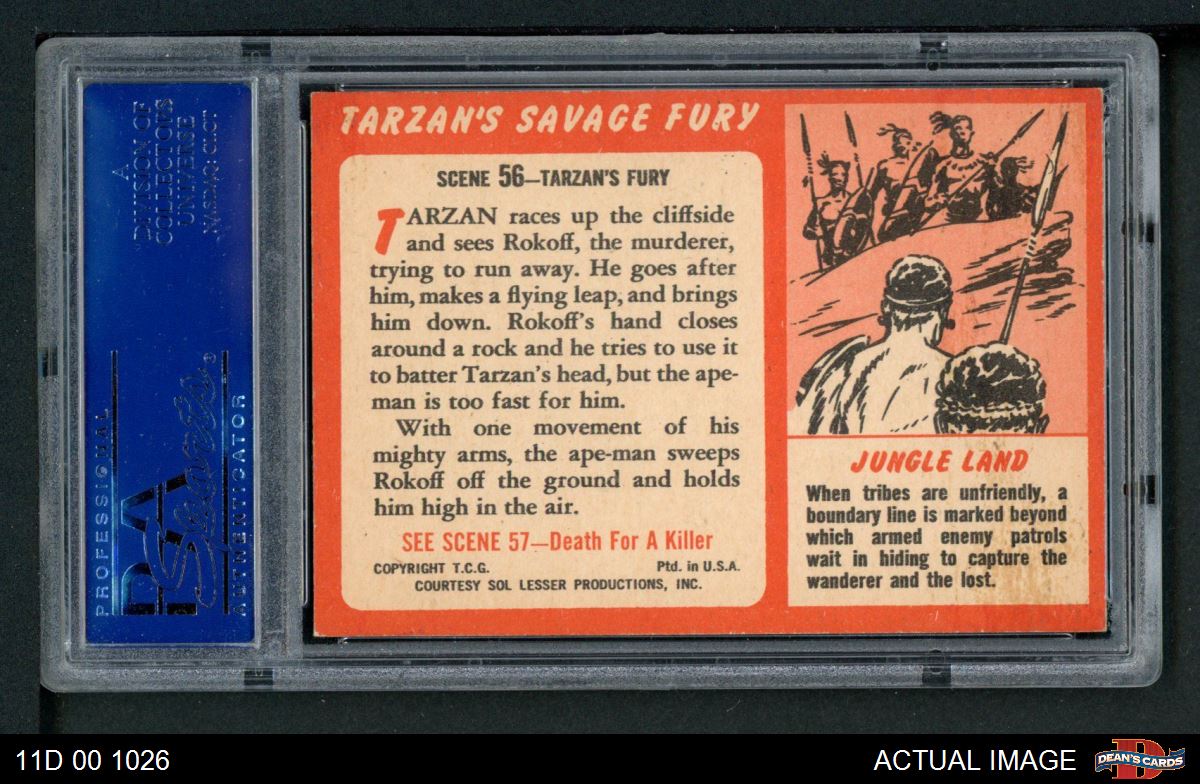 A
DIVISION OF
COLLECTORS
UNIVERSE
NASDAQ: CLCT
PROFESSIONAL
PSA
Sports
AUTHENTICATOR
®
TARZAN'S SAVAGE FURY
SCENE 56—TARZAN'S FURY
TARZAN races up the cliffside
and sees Rokoff, the murderer,
trying to run away. He goes after
him, makes a flying leap, and brings
him down. Rokoff's hand closes
around a rock and he tries to use it
to batter Tarzan's head, but the ape-
man is too fast for him.
With one movement of his
mighty arms, the ape-man sweeps
Rokoff off the ground and holds
him high in the air.
SEE SCENE 57—Death For A Killer
COPYRIGHT T.C.G. Ptd. in U.S.A.
COURTESY SOL LESSER PRODUCTIONS, INC.
JUNGLE LAND
When tribes are unfriendly, a
boundary line is marked beyond
which armed enemy patrols
wait in hiding to capture the
wanderer and the lost.
11D 00 1026
ACTUAL IMAGE
D
DEAN'S CARDS